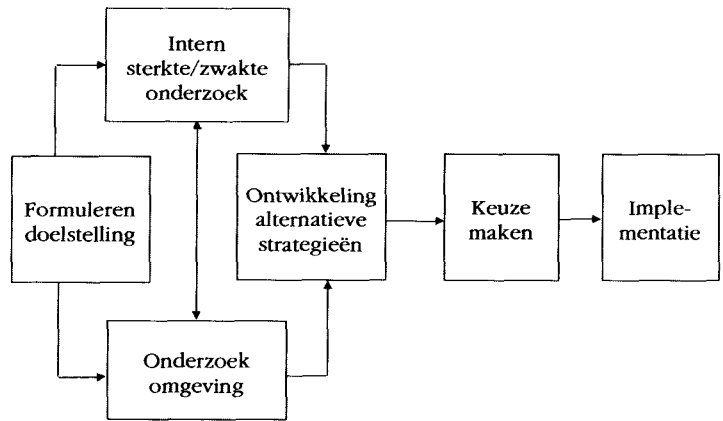 Intern
sterkte/zwakte
onderzoek
Formuleren
doelstelling
Ontwikkeling
alternatieve
strategieën
Keuze
maken
Imple-
mentatie
Onderzoek
omgeving